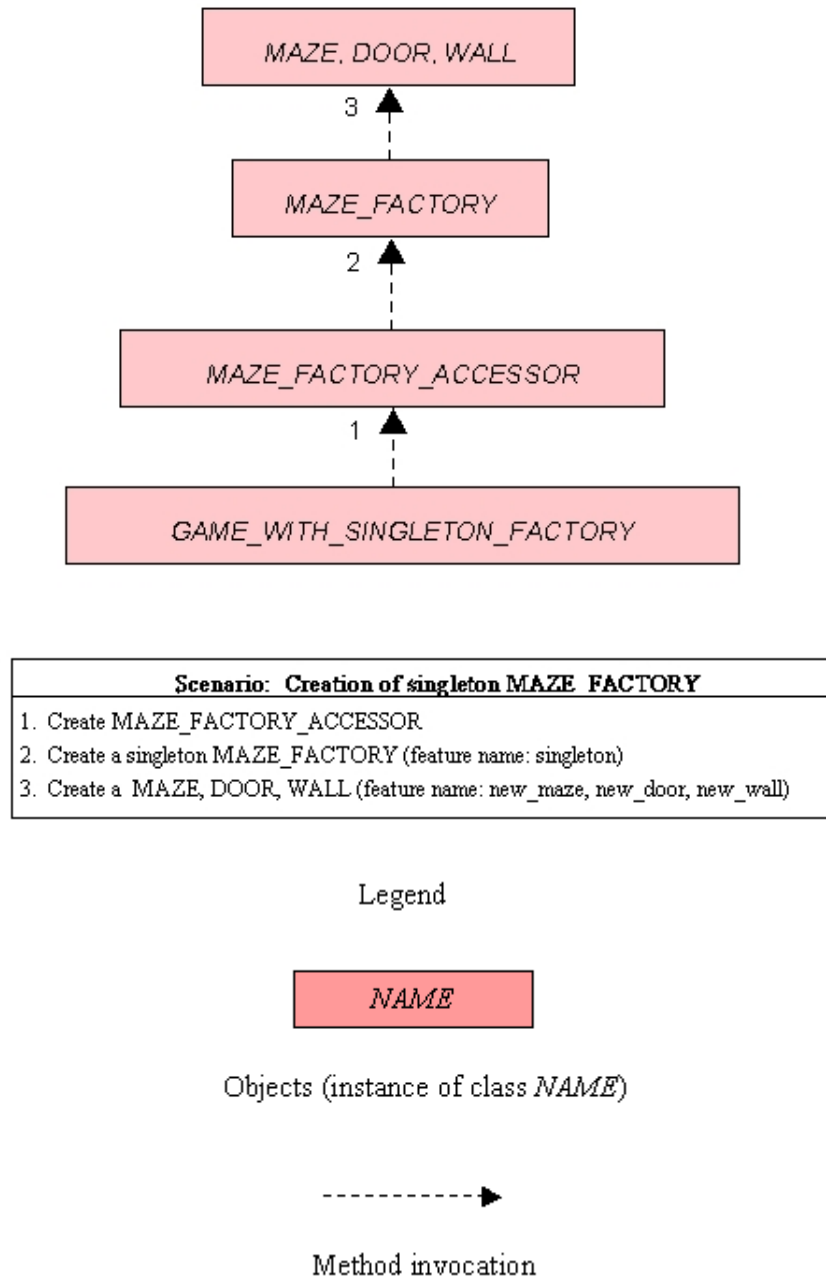 MAZE, DOOR, WALL
3
MAZE_FACTORY
2
MAZE_FACTORY_ACCESSOR
1
GAME_WITH_SINGLETON_FACTORY
Scenario: Creation of singleton MAZE FACTORY
1. Create MAZE_FACTORY_ACCESSOR
2. Create a singleton MAZE_FACTORY (feature name: singleton)
3. Create a MAZE, DOOR, WALL (feature name: new_maze, new_door, new_wall)
Legend
NAME
Objects (instance of class NAME)
Method invocation